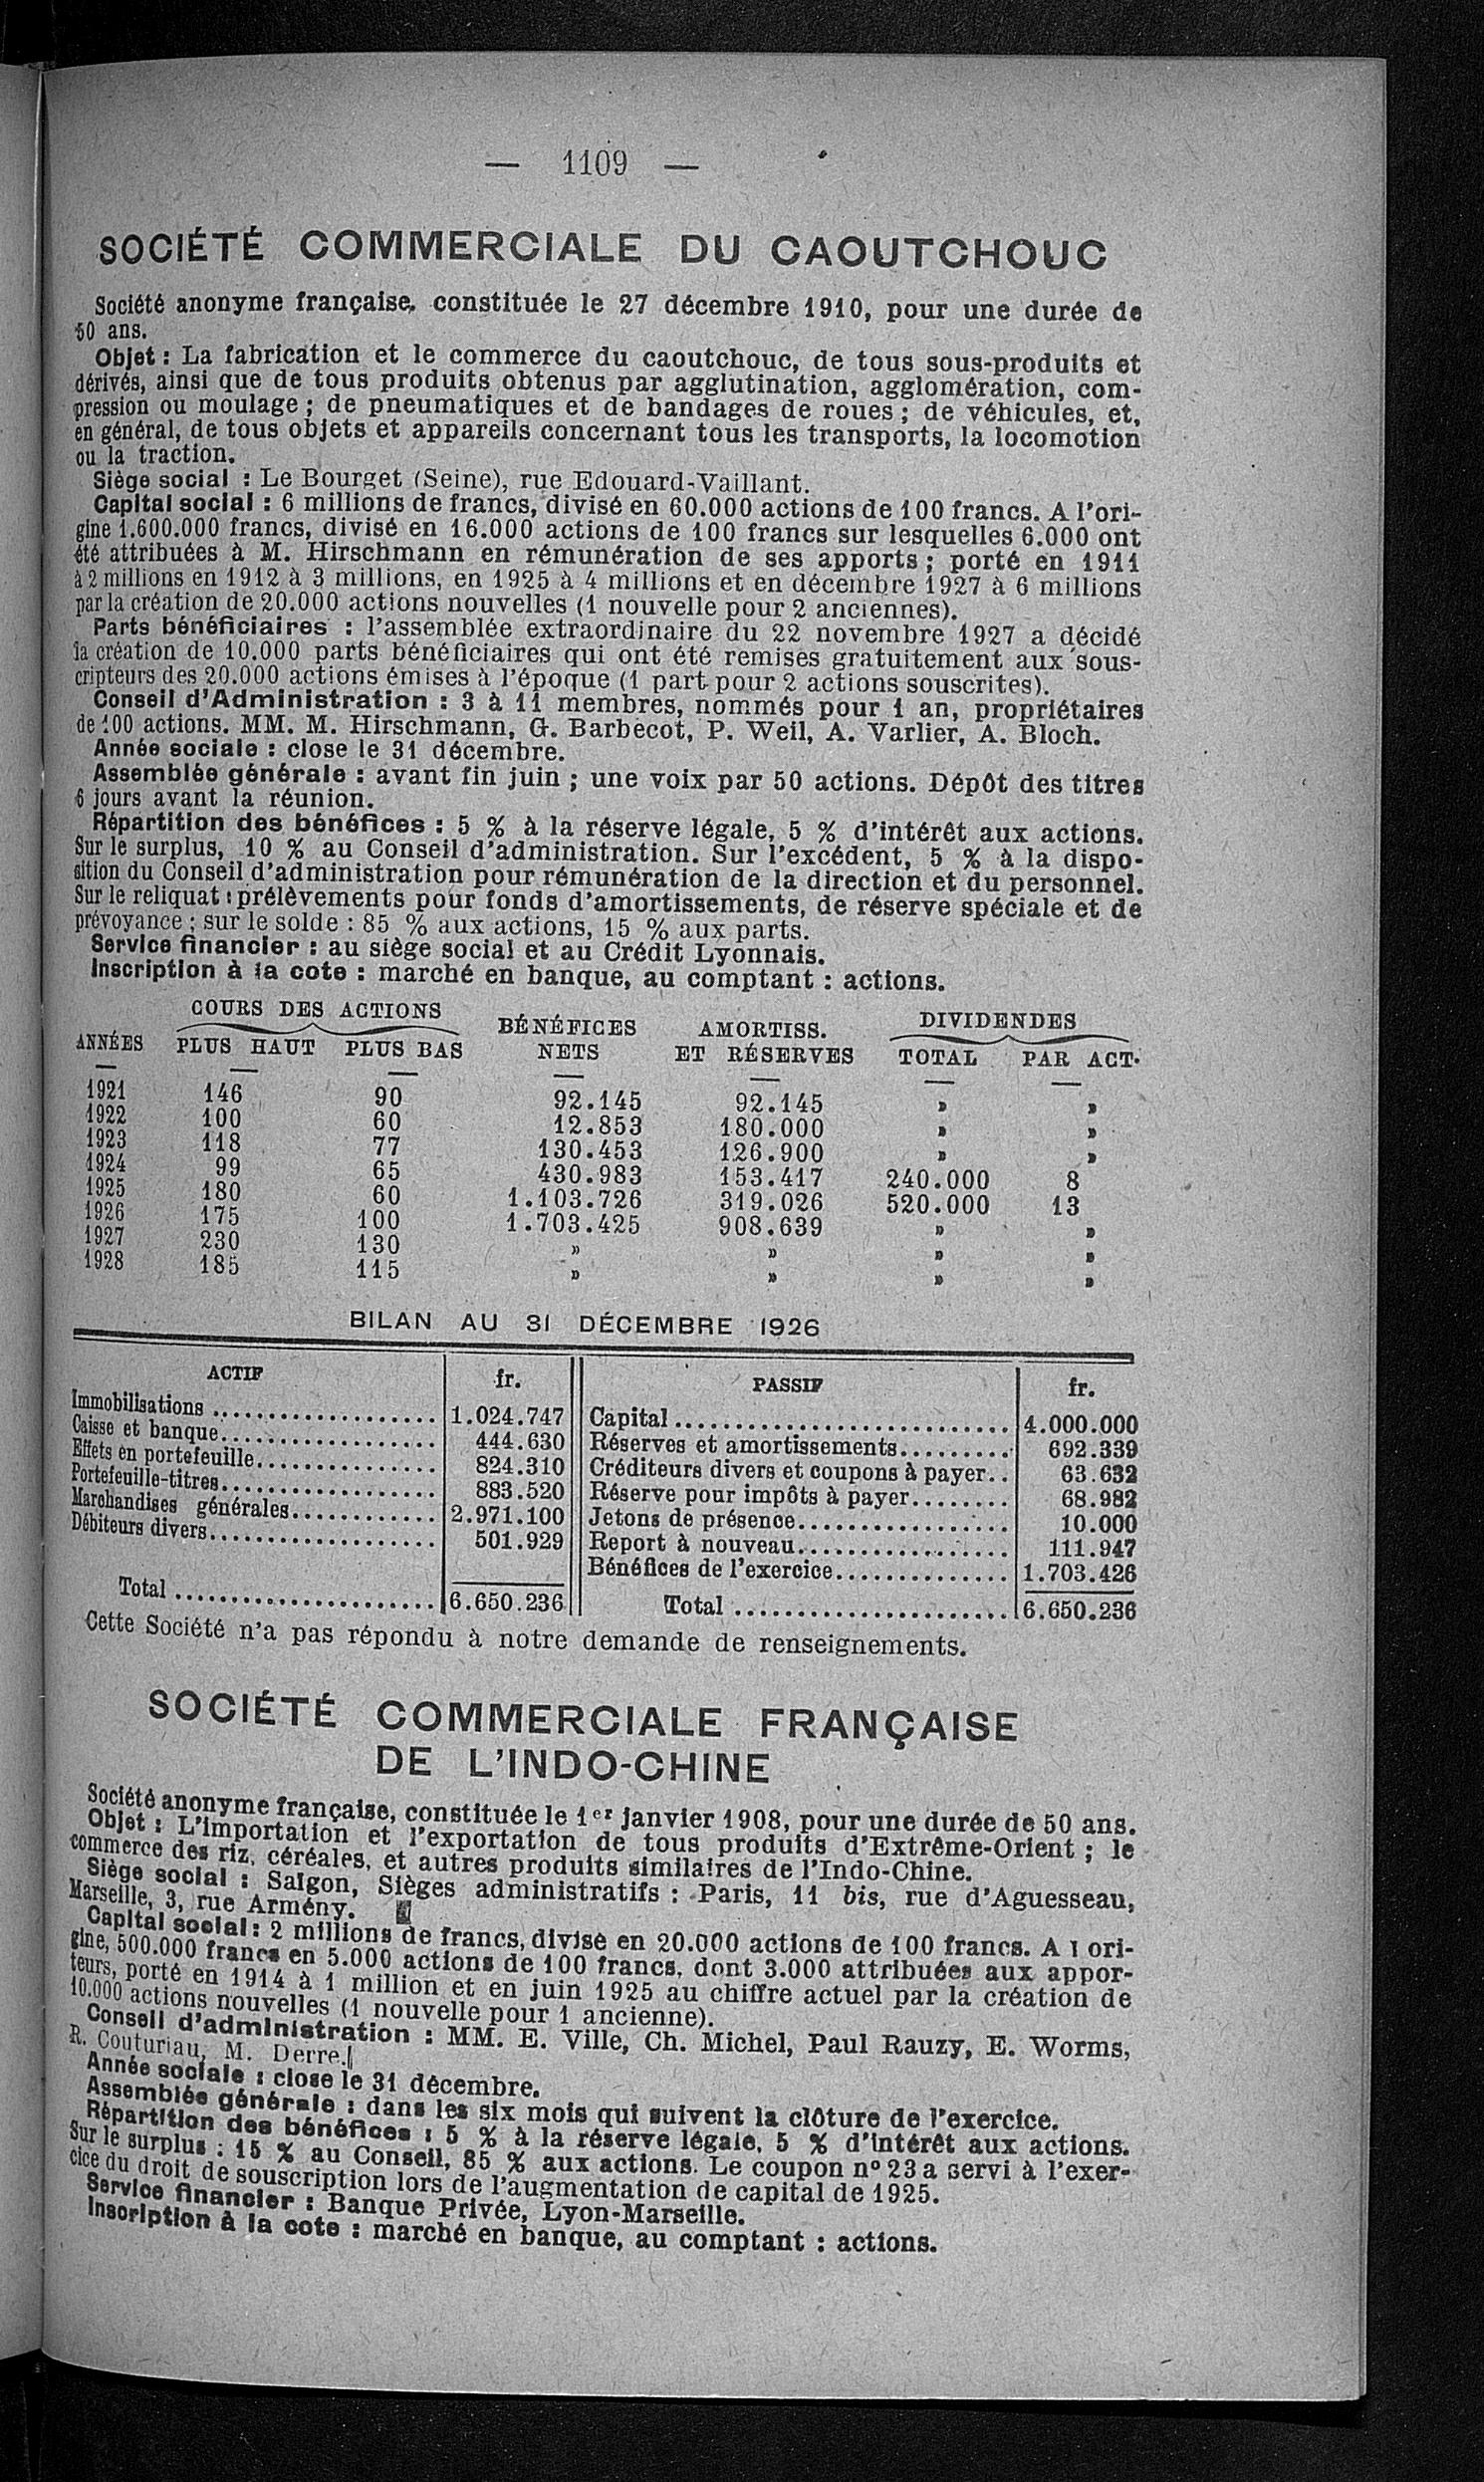 — 1109 —
SOCIÉTÉ COMMERCIALE DU CAOUTCHOUC
Société anonyme française, constituée le 27 décembre 1910, pour une durée de
50 ans.
Objet : La fabrication et le commerce du caoutchouc, de tous sous-produits et
dérivés, ainsi que de tous produits obtenus par agglutination, agglomération, com-
pression ou moulage ; de pneumatiques et de bandages de roues ; de véhicules, et,
en général, de tous objets et appareils concernant tous les transports, la locomotion
ou la traction.
Siège social : Le Bourget (Seine), rue Edouard-Vaillant.
Capital social : 6 millions de francs, divisé en 60.000 actions de 100 francs. A l'ori-
gine 1.600.000 francs, divisé en 16.000 actions de 100 francs sur lesquelles 6.000 ont
été attribuées à M. Hirschmann en rémunération de ses apports ; porté en 1911
à 2 millions en 1912 à 3 millions, en 1925 à 4 millions et en décembre 1927 à 6 millions
par la création de 20.000 actions nouvelles (1 nouvelle pour 2 anciennes).
Parts bénéficiaires : l'assemblée extraordinaire du 22 novembre 1927 a décidé
la création de 10.000 parts bénéficiaires qui ont été remises gratuitement aux sous-
cripteurs des 20.000 actions émises à l'époque (1 part pour 2 actions souscrites).
Conseil d'Administration : 3 à 11 membres, nommés pour 1 an, propriétaires
de 100 actions. MM. M. Hirschmann, G. Barbecot, P. Weil, A. Varlier, A. Bloch.
Année sociale : close le 31 décembre.
Assemblée générale : avant fin juin ; une voix par 50 actions. Dépôt des titres
6 jours avant la réunion.
Répartition des bénéfices : 5 % à la réserve légale, 5 % d'intérêt aux actions.
Sur le surplus, 10 % au Conseil d'administration. Sur l'excédent, 5 % à la dispo-
sition du Conseil d'administration pour rémunération de la direction et du personnel.
Sur le reliquat : prélèvements pour fonds d'amortissements, de réserve spéciale et de
prévoyance ; sur le solde : 85 % aux actions, 15 % aux parts.
Service financier : au siège social et au Crédit Lyonnais.
Inscription à la cote : marché en banque, au comptant : actions.
COURS DES ACTIONS BÉNÉFICES AMORTISS. DIVIDENDES
ANNÉES PLUS HAUT PLUS BAS NETS ET RÉSERVES TOTAL PAR ACT.
1921 146 90 92.145 92.145 » »
1922 100 60 12.853 180.000 » »
1923 118 77 130.453 126.900 » »
1924 99 65 430.983 153.417 240.000 8
1925 180 60 1.103.726 319.026 520.000 13
1926 175 100 1.703.425 908.639 » »
1927 230 130 » » » »
1928 185 115 » » » »
BILAN AU 31 DÉCEMBRE 1926
ACTIF fr. PASSIF fr.
Immobilisations .................... 1.024.747 Capital ............................ 4.000.000
Caisse et banque.................. 444.630 Réserves et amortissements......... 692.339
Effets en portefeuille............... 824.310 Créditeurs divers et coupons à payer.. 63.632
Portefeuille-titres.................. 883.520 Réserve pour impôts à payer........ 68.982
Marchandises générales............ 2.971.100 Jetons de présence.................. 10.000
Débiteurs divers................... 501.929 Report à nouveau.................. 111.947
Bénéfices de l'exercice.............. 1.703.426
Total ...................... 6.650.236 Total ....................... 6.650.236
Cette Société n'a pas répondu à notre demande de renseignements.
SOCIÉTÉ COMMERCIALE FRANÇAISE
DE L'INDO-CHINE
Société anonyme française, constituée le 1er janvier 1908, pour une durée de 50 ans.
Objet : L'importation et l'exportation de tous produits d'Extrême-Orient ; le
commerce des riz, céréales, et autres produits similaires de l'Indo-Chine.
Siège social : Saïgon, Sièges administratifs : Paris, 11 bis, rue d'Aguesseau,
Marseille, 3, rue Armény.
Capital social : 2 millions de francs, divisé en 20.000 actions de 100 francs. A l ori-
gine, 500.000 francs en 5.000 actions de 100 francs, dont 3.000 attribuées aux appor-
teurs, porté en 1914 à 1 million et en juin 1925 au chiffre actuel par la création de
10.000 actions nouvelles (1 nouvelle pour 1 ancienne).
Conseil d'administration : MM. E. Ville, Ch. Michel, Paul Rauzy, E. Worms,
R. Couturiau, M. Derre.
Année sociale : close le 31 décembre.
Assemblée générale : dans les six mois qui suivent la clôture de l'exercice.
Répartition des bénéfices : 5 % à la réserve légale, 5 % d'intérêt aux actions.
Sur le surplus : 15 % au Conseil, 85 % aux actions. Le coupon n° 23 a servi à l'exer-
cice du droit de souscription lors de l'augmentation de capital de 1925.
Service financier : Banque Privée, Lyon-Marseille.
Inscription à la cote : marché en banque, au comptant : actions.